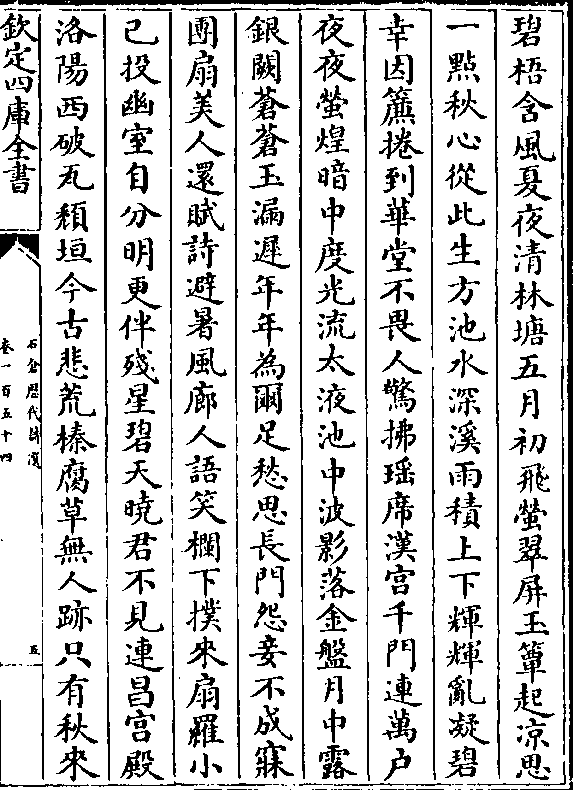 碧梧含風夏夜清林塘五月初飛螢翠屏玉簟起凉思
一點秋心從此生方池水深溪雨積上下輝輝亂凝碧
幸因簾捲到華堂不畏人驚拂瑶席漢宫千門連萬户
夜夜螢煌暗中度光流太液池中波影落金盤月中露
銀闕蒼蒼玉漏遲年年為爾足愁思長門怨妾不成寐
團扇美人還賦詩避暑風廊人語笑欄下撲來扇羅小
已投幽室自分明更伴殘星碧天曉君不見連昌宫殿
洛陽西破瓦頽垣今古悲荒榛腐草無人跡只有秋來
欽定四庫全書
石倉歴代詩選
卷一百五十四
五